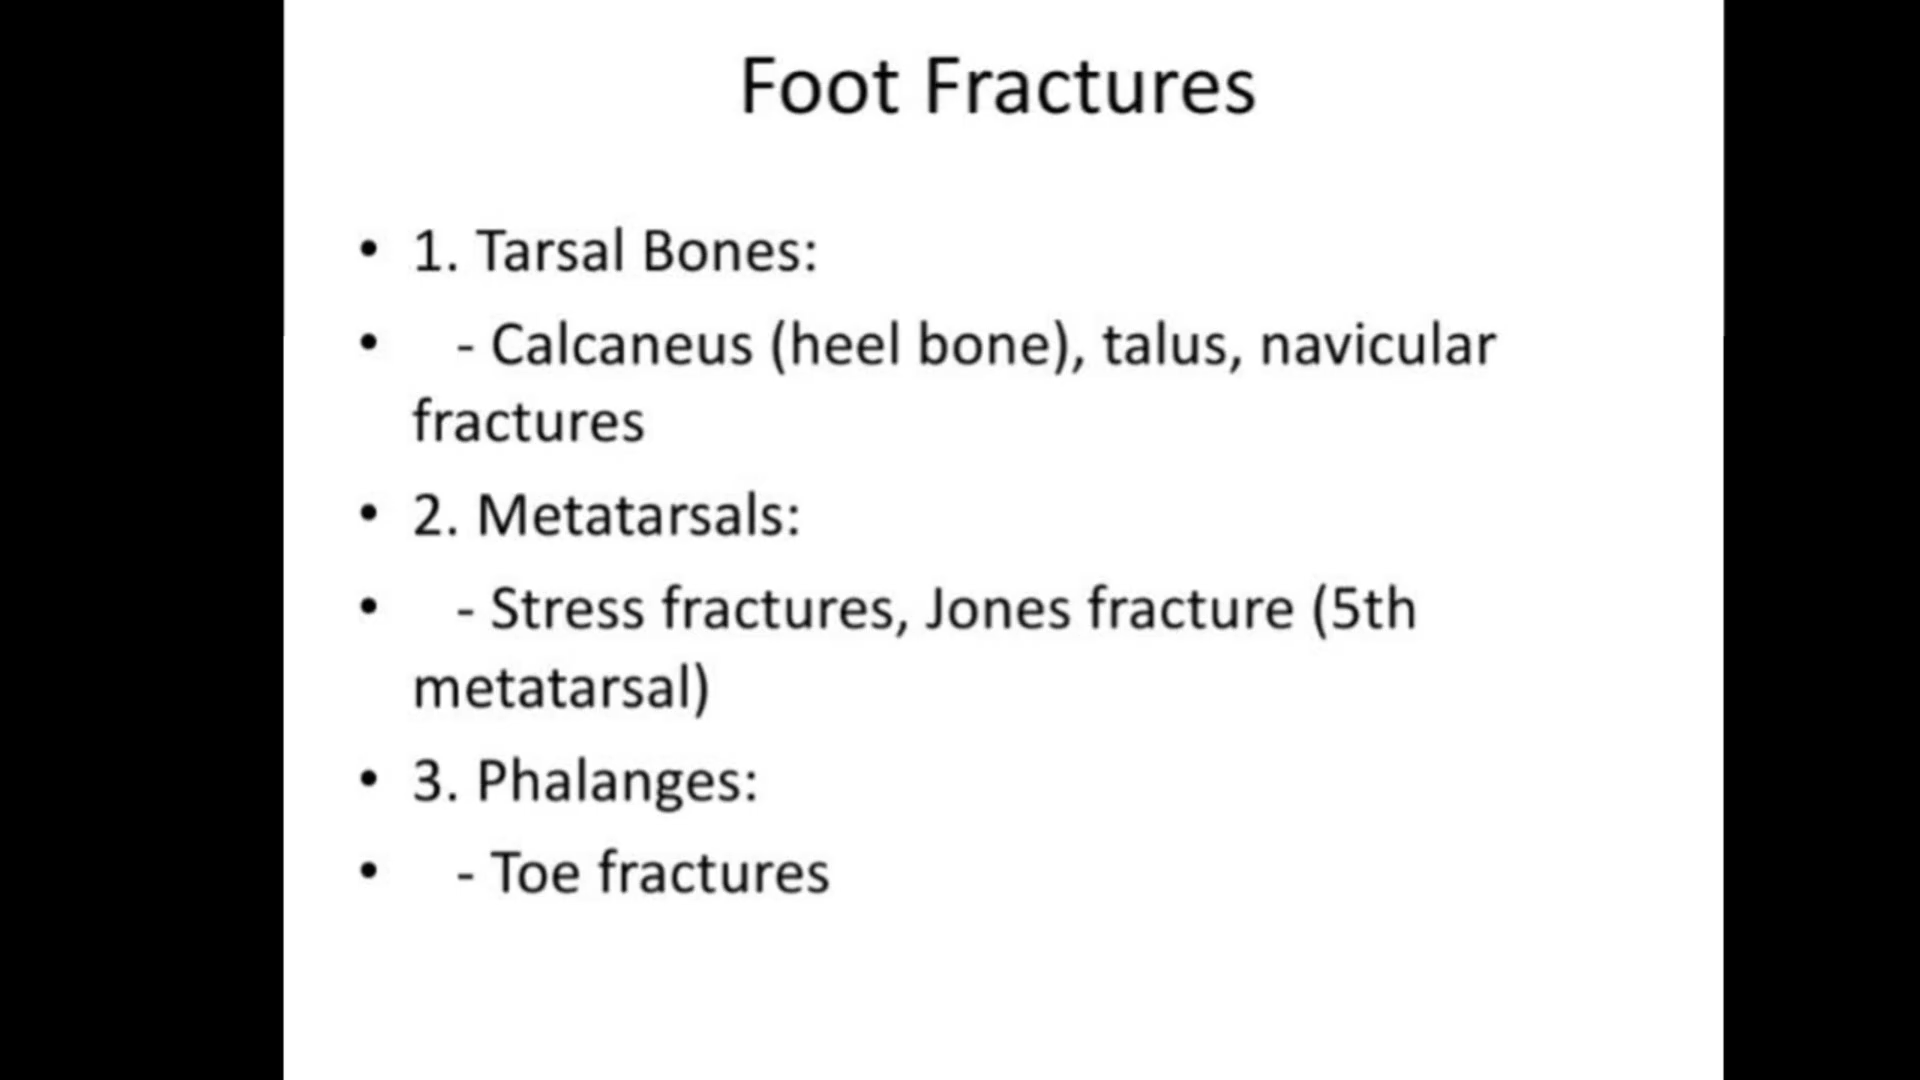 Foot Fractures
• 1. Tarsal Bones:
•    - Calcaneus (heel bone), talus, navicular
fractures
• 2. Metatarsals:
•    - Stress fractures, Jones fracture (5th
metatarsal)
• 3. Phalanges:
•    - Toe fractures